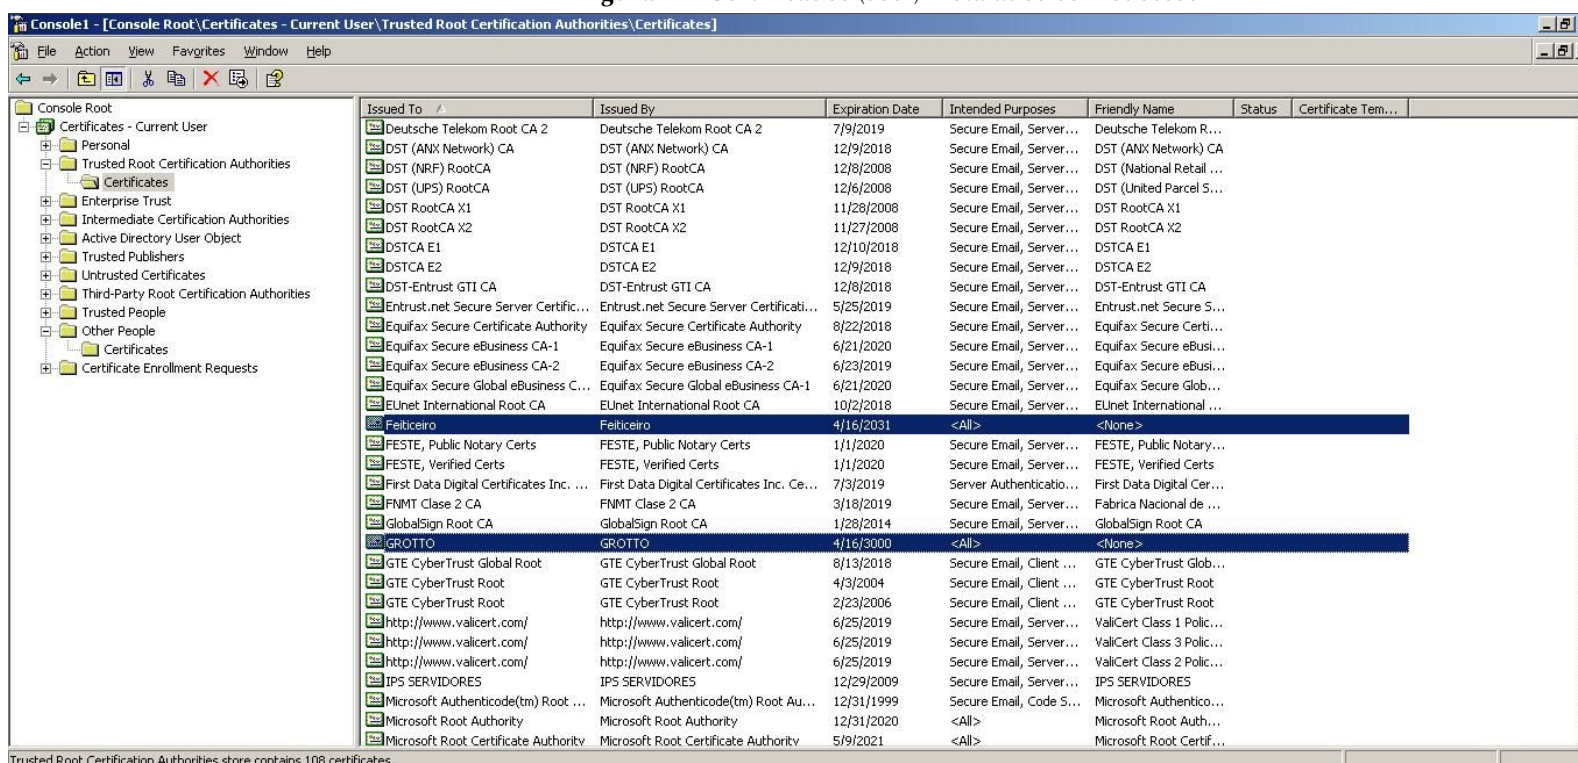 Console1 - [Console Root\Certificates - Current User\Trusted Root Certification Authorities\Certificates]
File Action View Favorites Window Help
Console Root
Certificates - Current User
Personal
Trusted Root Certification Authorities
Certificates
Enterprise Trust
Intermediate Certification Authorities
Active Directory User Object
Trusted Publishers
Untrusted Certificates
Third-Party Root Certification Authorities
Trusted People
Other People
Certificates
Certificate Enrollment Requests
Issued To Issued By Expiration Date Intended Purposes Friendly Name Status Certificate Tem...
Deutsche Telekom Root CA 2 Deutsche Telekom Root CA 2 7/9/2019 Secure Email, Server... Deutsche Telekom R...
DST (ANX Network) CA DST (ANX Network) CA 12/9/2018 Secure Email, Server... DST (ANX Network) CA
DST (NRF) RootCA DST (NRF) RootCA 12/8/2008 Secure Email, Server... DST (National Retail ...
DST (UPS) RootCA DST (UPS) RootCA 12/6/2008 Secure Email, Server... DST (United Parcel S...
DST RootCA X1 DST RootCA X1 11/28/2008 Secure Email, Server... DST RootCA X1
DST RootCA X2 DST RootCA X2 11/27/2008 Secure Email, Server... DST RootCA X2
DSTCA E1 DSTCA E1 12/10/2018 Secure Email, Server... DSTCA E1
DSTCA E2 DSTCA E2 12/9/2018 Secure Email, Server... DSTCA E2
DST-Entrust GTI CA DST-Entrust GTI CA 12/8/2018 Secure Email, Server... DST-Entrust GTI CA
Entrust.net Secure Server Certific... Entrust.net Secure Server Certificati... 5/25/2019 Secure Email, Server... Entrust.net Secure S...
Equifax Secure Certificate Authority Equifax Secure Certificate Authority 8/22/2018 Secure Email, Server... Equifax Secure Certi...
Equifax Secure eBusiness CA-1 Equifax Secure eBusiness CA-1 6/21/2020 Secure Email, Server... Equifax Secure eBusi...
Equifax Secure eBusiness CA-2 Equifax Secure eBusiness CA-2 6/23/2019 Secure Email, Server... Equifax Secure eBusi...
Equifax Secure Global eBusiness C... Equifax Secure Global eBusiness CA-1 6/21/2020 Secure Email, Server... Equifax Secure Glob...
EUnet International Root CA EUnet International Root CA 10/2/2018 Secure Email, Server... EUnet International ...
Feiticeiro Feiticeiro 4/16/2031 <All> <None>
FESTE, Public Notary Certs FESTE, Public Notary Certs 1/1/2020 Secure Email, Server... FESTE, Public Notary...
FESTE, Verified Certs FESTE, Verified Certs 1/1/2020 Secure Email, Server... FESTE, Verified Certs
First Data Digital Certificates Inc. ... First Data Digital Certificates Inc. Ce... 7/3/2019 Server Authenticatio... First Data Digital Cer...
FNMT Clase 2 CA FNMT Clase 2 CA 3/18/2019 Secure Email, Server... Fabrica Nacional de ...
GlobalSign Root CA GlobalSign Root CA 1/28/2014 Secure Email, Server... GlobalSign Root CA
GROTTO GROTTO 4/16/3000 <All> <None>
GTE CyberTrust Global Root GTE CyberTrust Global Root 8/13/2018 Secure Email, Client ... GTE CyberTrust Glob...
GTE CyberTrust Root GTE CyberTrust Root 4/3/2004 Secure Email, Client ... GTE CyberTrust Root
GTE CyberTrust Root GTE CyberTrust Root 2/23/2006 Secure Email, Client ... GTE CyberTrust Root
http://www.valicert.com/ http://www.valicert.com/ 6/25/2019 Secure Email, Server... ValiCert Class 1 Polic...
http://www.valicert.com/ http://www.valicert.com/ 6/25/2019 Secure Email, Server... ValiCert Class 3 Polic...
http://www.valicert.com/ http://www.valicert.com/ 6/25/2019 Secure Email, Server... ValiCert Class 2 Polic...
IPS SERVIDORES IPS SERVIDORES 12/29/2009 Secure Email, Server... IPS SERVIDORES
Microsoft Authenticode(tm) Root ... Microsoft Authenticode(tm) Root Au... 12/31/1999 Secure Email, Code S... Microsoft Authentico...
Microsoft Root Authority Microsoft Root Authority 12/31/2020 <All> Microsoft Root Auth...
Microsoft Root Certificate Authority Microsoft Root Certificate Authority 5/9/2021 <All> Microsoft Root Certif...
Trusted Root Certification Authorities store contains 108 certificates.